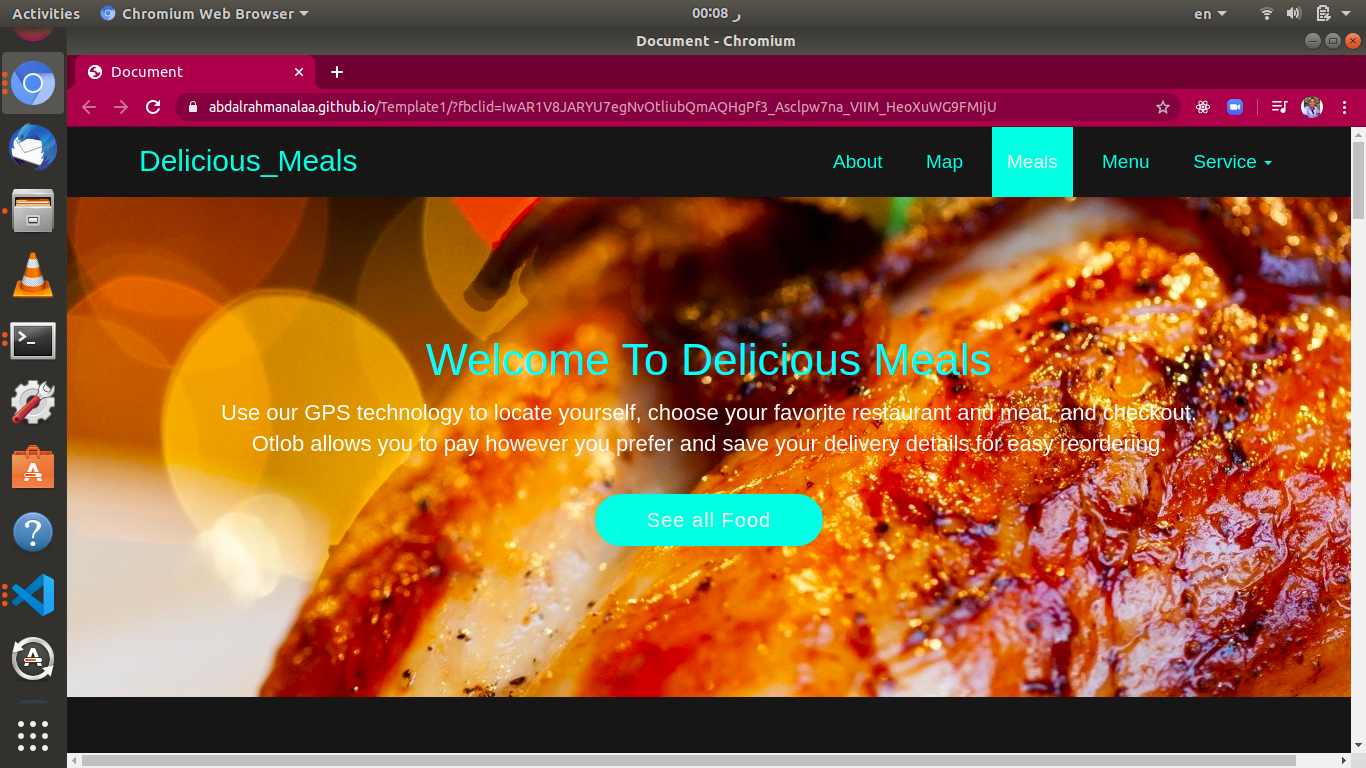 Activities
Chromium Web Browser
00:08 ر
en
Document - Chromium
Document
abdalrahmanalaa.github.io/Template1/?fbclid=IwAR1V8JARYU7egNvOtliubQmAQHgPf3_Asclpw7na_VIIM_HeoXuWG9FMIjU
Delicious_Meals
About
Map
Meals
Menu
Service
Welcome To Delicious Meals
Use our GPS technology to locate yourself, choose your favorite restaurant and meat, and checkout.
Otlob allows you to pay however you prefer and save your delivery details for easy reordering.
See all Food